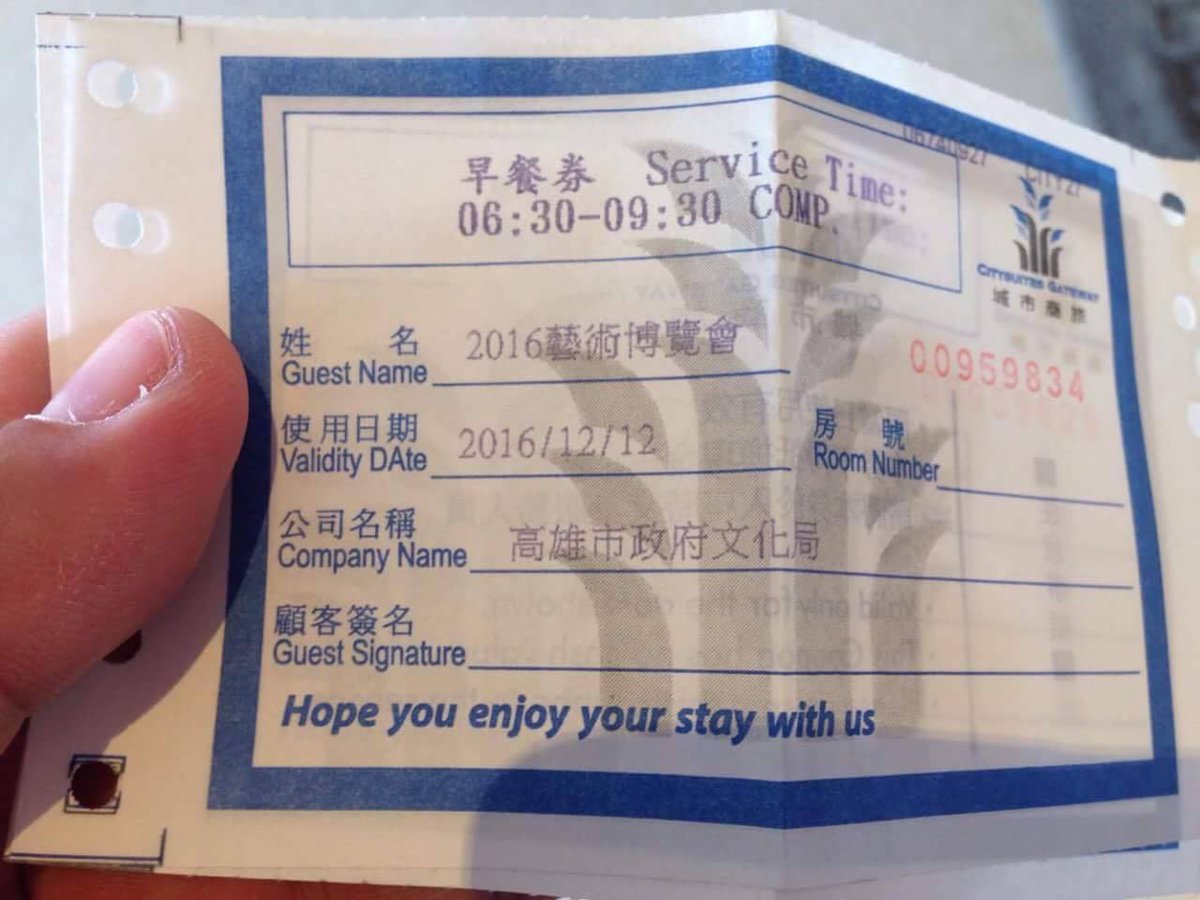 06740927
CITY27
早餐券 Service Time:
06:30-09:30 COMP.
CITYSUITES GATEWAY
城市商旅
00959834
姓 名 2016藝術博覽會
Guest Name
使用日期 2016/12/12 房 號
Validity DAte Room Number
公司名稱 高雄市政府文化局
Company Name
顧客簽名
Guest Signature
Hope you enjoy your stay with us